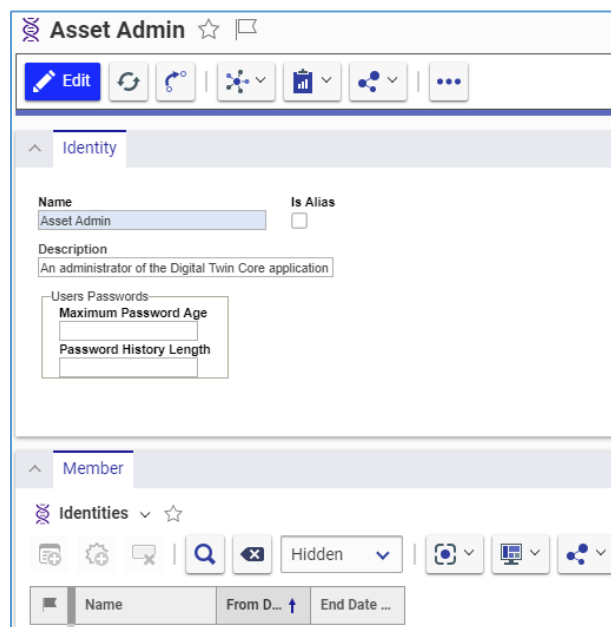 Asset Admin
Edit
Identity
Name Is Alias
Asset Admin
Description
An administrator of the Digital Twin Core application
Users Passwords
Maximum Password Age
Password History Length
Member
Identities
Hidden
Name From D... End Date ...